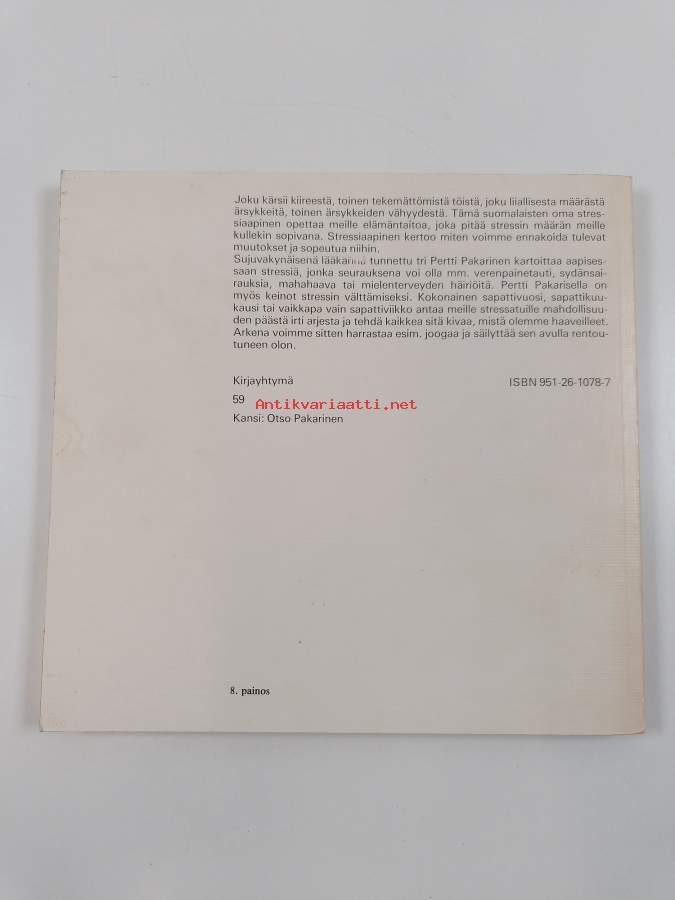 Joku kärsii kiireestä, toinen tekemättömistä töistä, joku liiallisesta määrästä
ärsykkeitä, toinen ärsykkeiden vähyydestä. Tämä suomalaisten oma stres-
siaapinen opettaa meille elämäntaitoa, joka pitää stressin määrän meille
kullekin sopivana. Stressiaapinen kertoo miten voimme ennakoida tulevat
muutokset ja sopeutua niihin.
Sujuvakynäisenä lääkärinä tunnettu tri Pertti Pakarinen kartoittaa aapises-
saan stressiä, jonka seurauksena voi olla mm. verenpainetauti, sydänsai-
rauksia, mahahaava tai mielenterveyden häiriöitä. Pertti Pakarisella on
myös keinot stressin välttämiseksi. Kokonainen sapattivuosi, sapattikuu-
kausi tai vaikkapa vain sapattiviikko antaa meille stressatuille mahdollisuu-
den päästä irti arjesta ja tehdä kaikkea sitä kivaa, mistä olemme haaveilleet.
Arkena voimme sitten harrastaa esim. joogaa ja säilyttää sen avulla rentou-
tuneen olon.
Kirjayhtymä ISBN 951-26-1078-7
59
Antikvariaatti.net
Kansi: Otso Pakarinen
8. painos